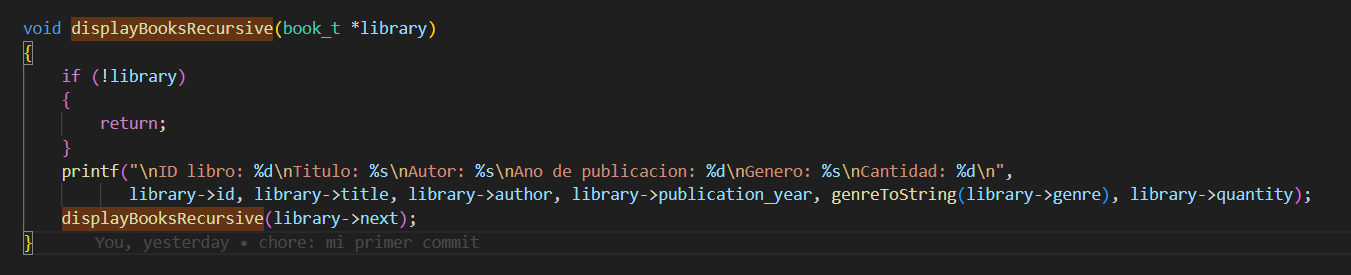 void displayBooksRecursive(book_t *library)
{
    if (!library)
    {
        return;
    }
    printf("\nID libro: %d\nTitulo: %s\nAutor: %s\nAno de publicacion: %d\nGenero: %s\nCantidad: %d\n",
           library->id, library->title, library->author, library->publication_year, genreToString(library->genre), library->quantity);
    displayBooksRecursive(library->next);
}      You, yesterday • chore: mi primer commit